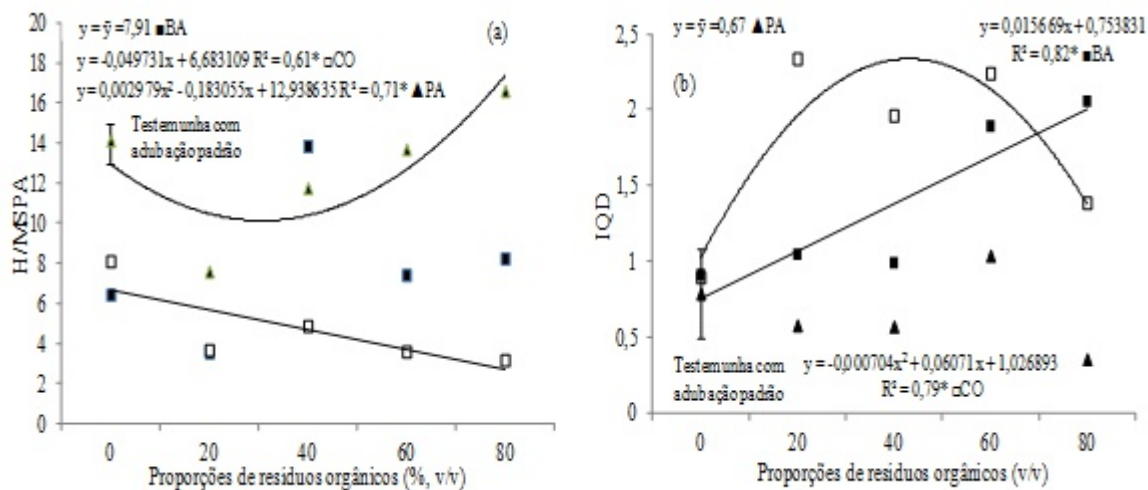 y = ȳ =7,91 ■BA
y = -0,049731x + 6,683109 R² = 0,61* □CO
y = 0,002979x² - 0,183055x + 12,938635 R² = 0,71* ▲PA
(a)
Testemunha com
adubação padrão
H/MSPA
20
18
16
14
12
10
8
6
4
2
0
0 20 40 60 80
Proporções de resíduos orgânicos (%, v/v)
y = ȳ =0,67 ▲PA
y = 0,015669x + 0,753831
R² = 0,82* ■BA
(b)
IQD
2,5
2
1,5
1
0,5
0
Testemunha com
adubação padrão
y = -0,000704x² + 0,06071x + 1,026893
R² = 0,79* □CO
0 20 40 60 80
Proporções de resíduos orgânicos (v/v)